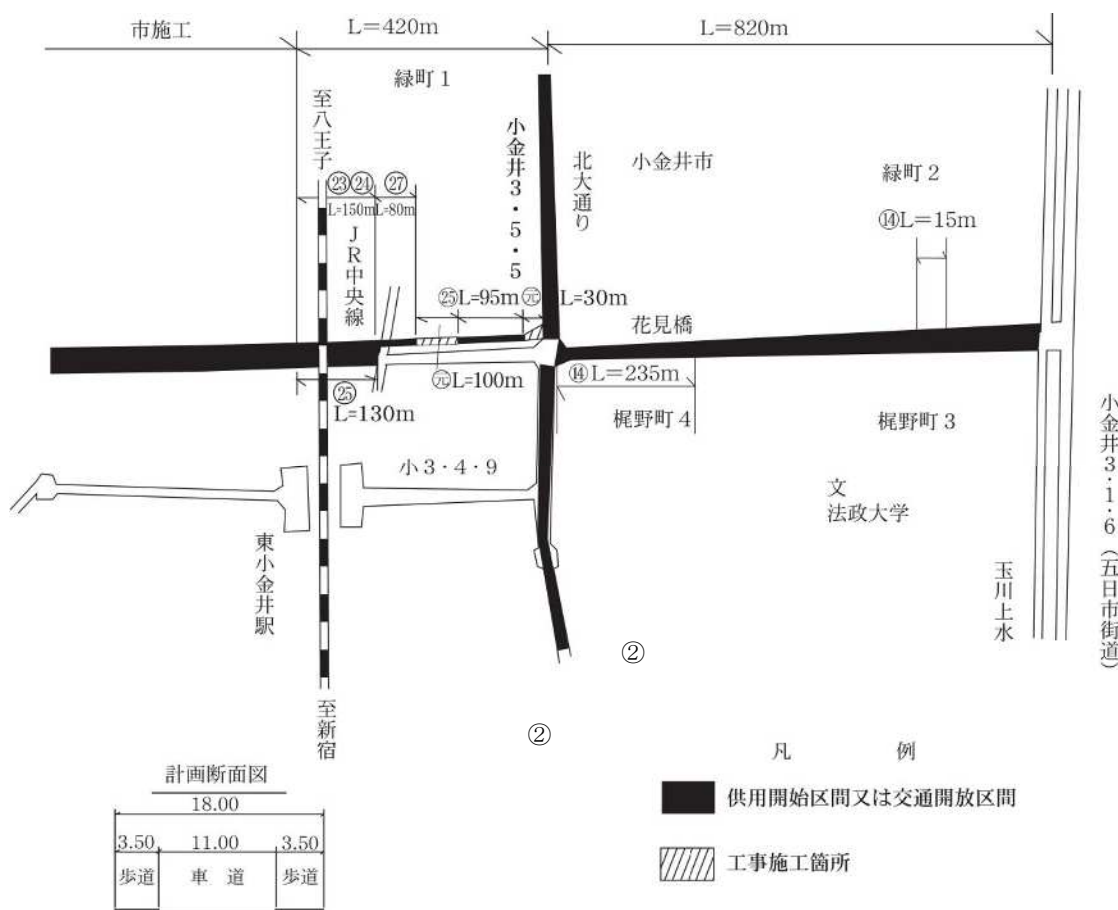 市施工
L=420m
L=820m
緑町1
至八王子
小金井3・5・5
北大通り
小金井市
緑町2
㉓㉔
㉗
L=150m
L=80m
⑭L=15m
JR中央線
㉕L=95m
㋾
L=30m
花見橋
㋾L=100m
⑭L=235m
㉕
L=130m
梶野町4
梶野町3
小3・4・9
文
法政大学
小金井3・1・6(五日市街道)
東小金井駅
玉川上水
②
至新宿
②
凡 例
計画断面図
18.00
供用開始区間又は交通開放区間
3.50
11.00
3.50
歩道
車 道
歩道
工事施工箇所